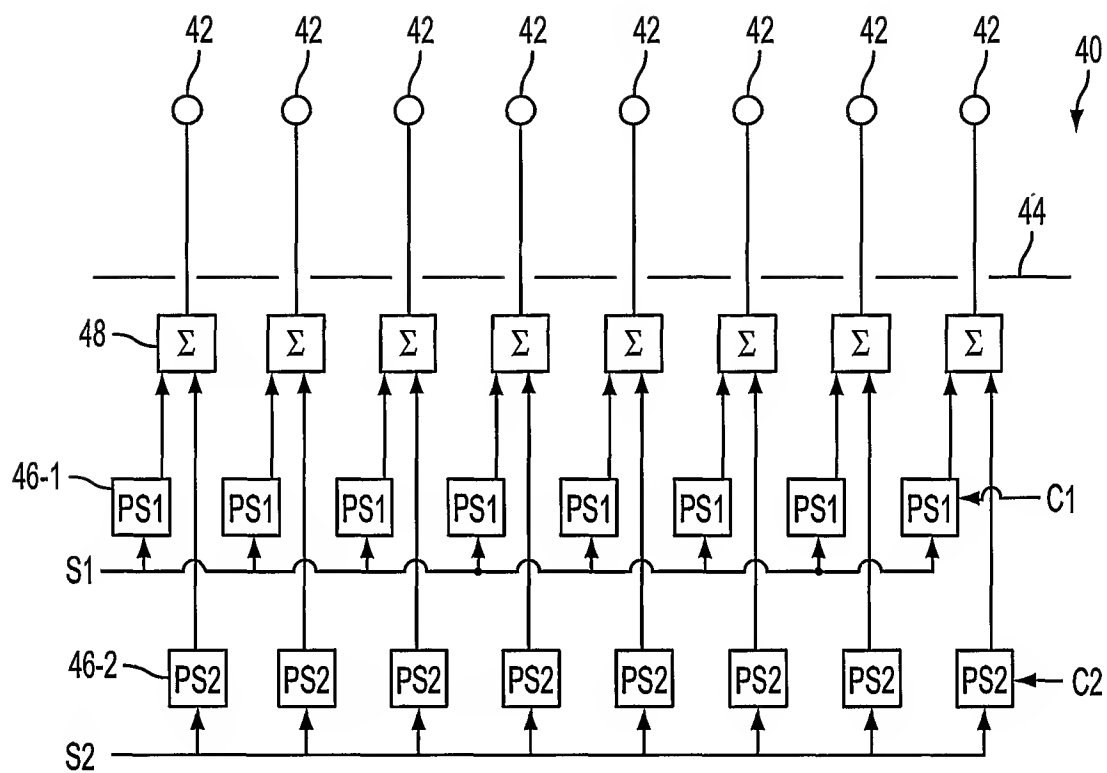 42 42 42 42 42 42 42 42
40
44
48 Σ Σ Σ Σ Σ Σ Σ Σ
46-1
PS1 PS1 PS1 PS1 PS1 PS1 PS1 PS1 C1
S1
46-2
PS2 PS2 PS2 PS2 PS2 PS2 PS2 PS2 C2
S2